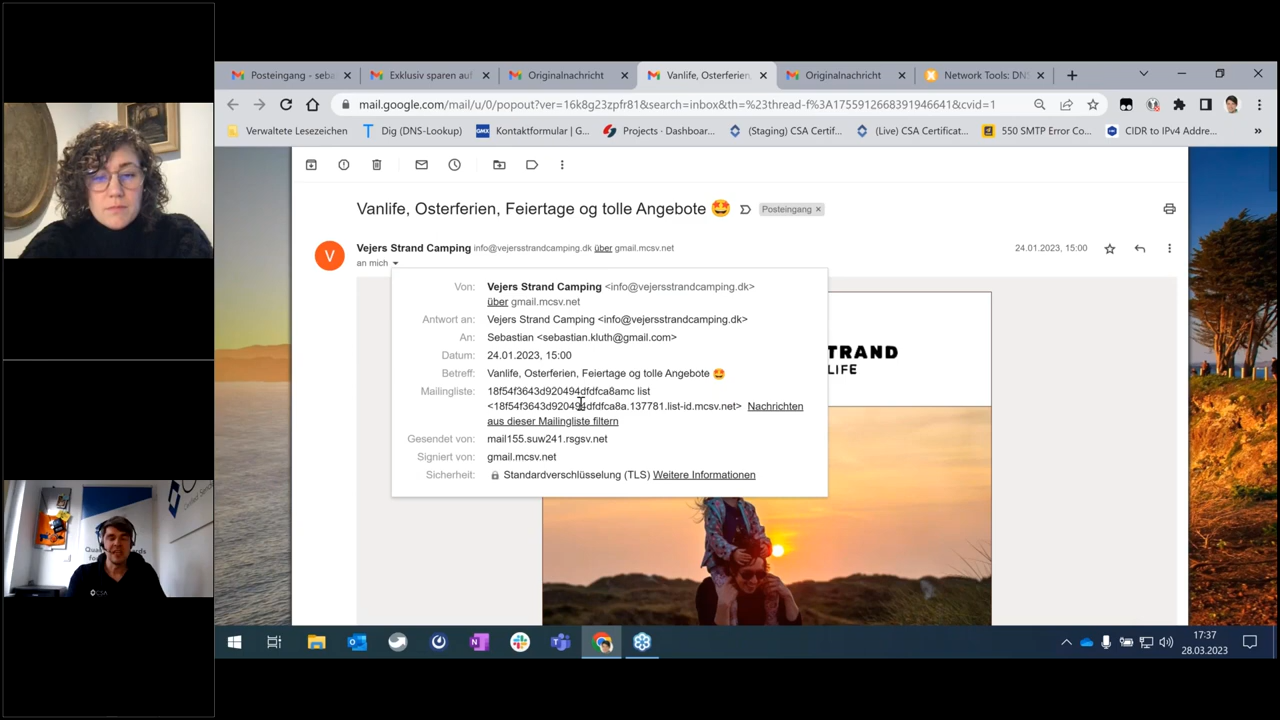 Posteingang - seba
Exklusiv sparen auf
Originalnachricht
Vanlife, Osterferien,
Originalnachricht
Network Tools: DNS
mail.google.com/mail/u/0/popout?ver=16k8g23zpfr81&search=inbox&th=%23thread-f%3A1755912668391946641&cvid=1
Verwaltete Lesezeichen
Dig (DNS-Lookup)
GMX
Kontaktformular | G...
Projects · Dashboar...
(Staging) CSA Certif...
(Live) CSA Certificat...
550 SMTP Error Co...
CIDR to IPv4 Addre...
»
Vanlife, Osterferien, Feiertage og tolle Angebote 🤩
Posteingang ×
V
Vejers Strand Camping info@vejersstrandcamping.dk über gmail.mcsv.net
24.01.2023, 15:00
an mich
Von: Vejers Strand Camping <info@vejersstrandcamping.dk>
über gmail.mcsv.net
Antwort an: Vejers Strand Camping <info@vejersstrandcamping.dk>
An: Sebastian <sebastian.kluth@gmail.com>
Datum: 24.01.2023, 15:00
Betreff: Vanlife, Osterferien, Feiertage og tolle Angebote 🤩
Mailingliste: 18f54f3643d920494dfdfca8amc list
<18f54f3643d920494dfdfca8a.137781.list-id.mcsv.net> Nachrichten
aus dieser Mailingliste filtern
Gesendet von: mail155.suw241.rsgsv.net
Signiert von: gmail.mcsv.net
Sicherheit: Standardverschlüsselung (TLS) Weitere Informationen
TRAND
LIFE
CSA
17:37
28.03.2023